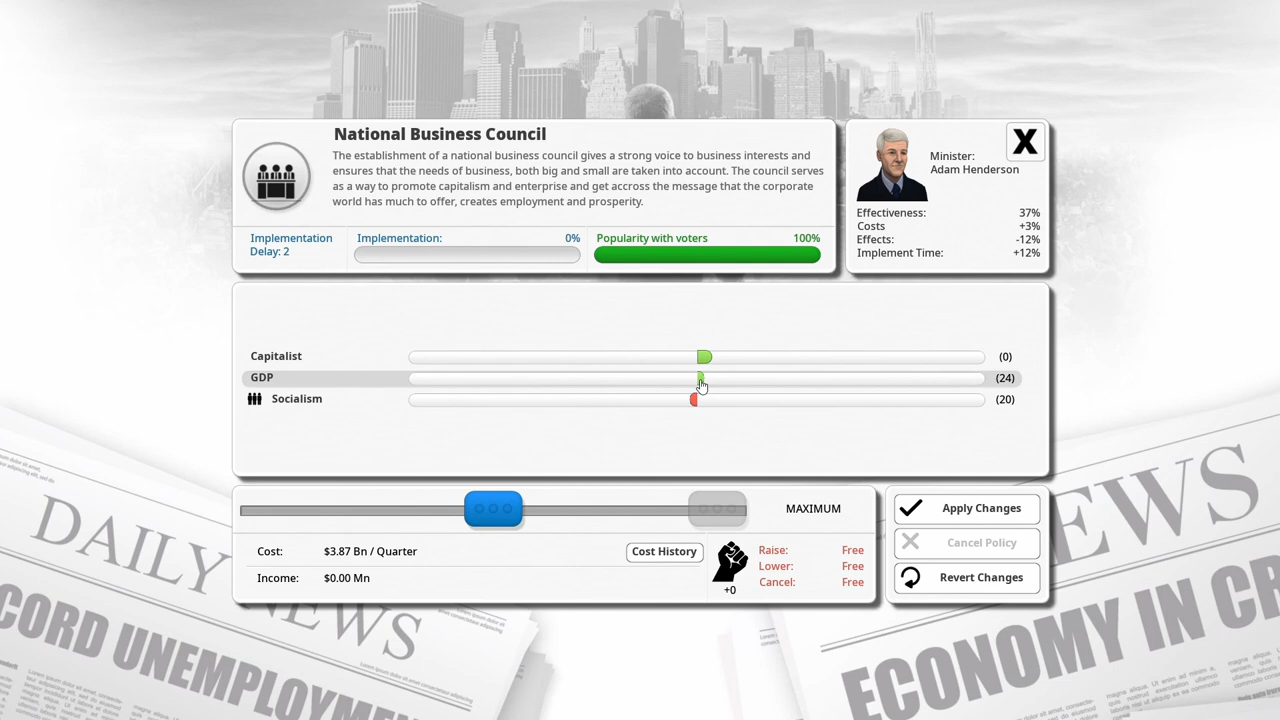 National Business Council
The establishment of a national business council gives a strong voice to business interests and
ensures that the needs of business, both big and small are taken into account. The council serves
as a way to promote capitalism and enterprise and get accross the message that the corporate
world has much to offer, creates employment and prosperity.
Implementation
Delay: 2
Implementation: 0%
Popularity with voters 100%
Minister:
Adam Henderson
X
Effectiveness: 37%
Costs +3%
Effects: -12%
Implement Time: +12%
Capitalist (0)
GDP (24)
Socialism (20)
MAXIMUM
Cost: $3.87 Bn / Quarter
Income: $0.00 Mn
Cost History
+0
Raise: Free
Lower: Free
Cancel: Free
Apply Changes
Cancel Policy
Revert Changes
DAILY NEWS
CORD UNEMPLOYME
NEWS
ECONOMY IN CR